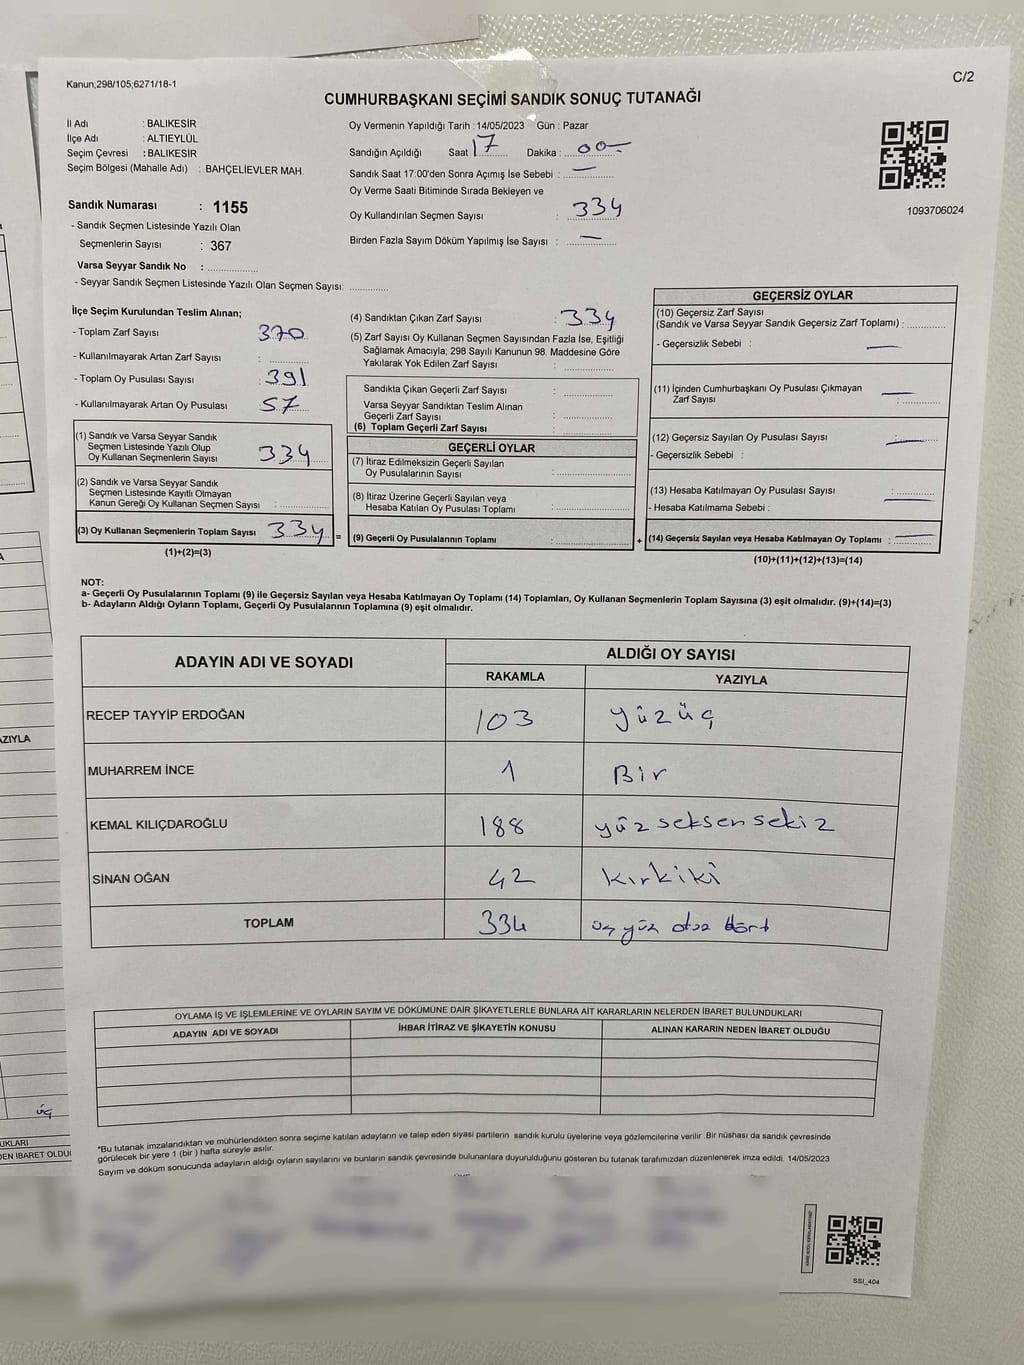 Kanun;298/105;6271/18-1
C/2
CUMHURBAŞKANI SEÇİMİ SANDIK SONUÇ TUTANAĞI
İl Adı : BALIKESİR
İlçe Adı : ALTIEYLÜL
Seçim Çevresi : BALIKESİR
Seçim Bölgesi (Mahalle Adı) : BAHÇELİEVLER MAH.
Sandık Numarası : 1155
- Sandık Seçmen Listesinde Yazılı Olan
Seçmenlerin Sayısı : 367
Varsa Seyyar Sandık No : ................
- Seyyar Sandık Seçmen Listesinde Yazılı Olan Seçmen Sayısı: ............
Oy Vermenin Yapıldığı Tarih : 14/05/2023 Gün : Pazar
Sandığın Açıldığı Saat 17 Dakika : 00-
Sandık Saat 17:00'den Sonra Açımış İse Sebebi : —
Oy Verme Saati Bitiminde Sırada Bekleyen ve
Oy Kullandırılan Seçmen Sayısı : 334
Birden Fazla Sayım Döküm Yapılmış İse Sayısı : —
1093706024
İlçe Seçim Kurulundan Teslim Alınan;
- Toplam Zarf Sayısı 370
- Kullanılmayarak Artan Zarf Sayısı : ............
- Toplam Oy Pusulası Sayısı : 391
- Kullanılmayarak Artan Oy Pusulası 57
(1) Sandık ve Varsa Seyyar Sandık
Seçmen Listesinde Yazılı Olup
Oy Kullanan Seçmenlerin Sayısı 334
(2) Sandık ve Varsa Seyyar Sandık
Seçmen Listesinde Kayıtlı Olmayan
Kanun Gereği Oy Kullanan Seçmen Sayısı : ............
(3) Oy Kullanan Seçmenlerin Toplam Sayısı 334
(1)+(2)=(3)
=
(4) Sandıktan Çıkan Zarf Sayısı : 334
(5) Zarf Sayısı Oy Kullanan Seçmen Sayısından Fazla İse, Eşitliği
Sağlamak Amacıyla; 298 Sayılı Kanunun 98. Maddesine Göre
Yakılarak Yok Edilen Zarf Sayısı : ............
Sandıkta Çıkan Geçerli Zarf Sayısı : ............
Varsa Seyyar Sandıktan Teslim Alınan
Geçerli Zarf Sayısı : ............
(6) Toplam Geçerli Zarf Sayısı : ............
GEÇERLİ OYLAR
(7) İtiraz Edilmeksizin Geçerli Sayılan
Oy Pusulalarının Sayısı : ............
(8) İtiraz Üzerine Geçerli Sayılan veya
Hesaba Katılan Oy Pusulası Toplamı : ............
(9) Geçerli Oy Pusulalarının Toplamı : ............
+
GEÇERSİZ OYLAR
(10) Geçersiz Zarf Sayısı
(Sandık ve Varsa Seyyar Sandık Geçersiz Zarf Toplamı) : ............
- Geçersizlik Sebebi : —
(11) İçinden Cumhurbaşkanı Oy Pusulası Çıkmayan
Zarf Sayısı : —
(12) Geçersiz Sayılan Oy Pusulası Sayısı : —
- Geçersizlik Sebebi :
(13) Hesaba Katılmayan Oy Pusulası Sayısı : —
- Hesaba Katılmama Sebebi :
(14) Geçersiz Sayılan veya Hesaba Katılmayan Oy Toplamı : —
(10)+(11)+(12)+(13)=(14)
NOT:
a- Geçerli Oy Pusulalarının Toplamı (9) ile Geçersiz Sayılan veya Hesaba Katılmayan Oy Toplamı (14) Toplamları, Oy Kullanan Seçmenlerin Toplam Sayısına (3) eşit olmalıdır. (9)+(14)=(3)
b- Adayların Aldığı Oyların Toplamı, Geçerli Oy Pusulalarının Toplamına (9) eşit olmalıdır.
ADAYIN ADI VE SOYADI
ALDIĞI OY SAYISI
RAKAMLA YAZIYLA
RECEP TAYYİP ERDOĞAN 103 yüzüç
MUHARREM İNCE 1 Bir
KEMAL KILIÇDAROĞLU 188 yüz seksen sekiz
SİNAN OĞAN 42 kırkiki
TOPLAM 334 üç yüz otuz dört
OYLAMA İŞ VE İŞLEMLERİNE VE OYLARIN SAYIM VE DÖKÜMÜNE DAİR ŞİKAYETLERLE BUNLARA AİT KARARLARIN NELERDEN İBARET BULUNDUKLARI
ADAYIN ADI VE SOYADI İHBAR İTİRAZ VE ŞİKAYETİN KONUSU ALINAN KARARIN NEDEN İBARET OLDUĞU
*Bu tutanak imzalandıktan ve mühürlendikten sonra seçime katılan adayların ve talep eden siyasi partilerin sandık kurulu üyelerine veya gözlemcilerine verilir .Bir nüshası da sandık çevresinde
görülecek bir yere 1 (bir ) hafta süreyle asılır.
Sayım ve döküm sonucunda adayların aldığı oyların sayılarını ve bunların sandık çevresinde bulunanlara duyurulduğunu gösteren bu tutanak tarafımızdan düzenlenerek imza edildi. 14/05/2023
SSI_404
AZIYLA
üç
UKLARI
DEN İBARET OLDU